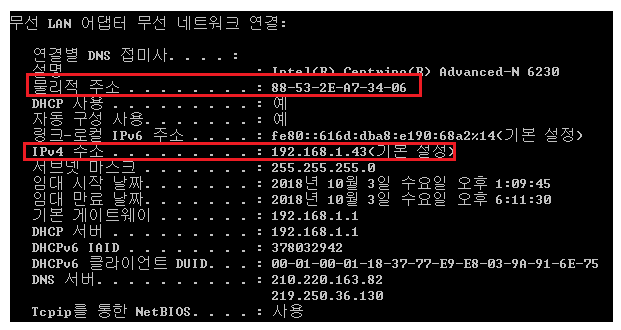 무선 LAN 어댑터 무선 네트워크 연결:
연결별 DNS 접미사. . . . :
설명. . . . . . . . . . . . : Intel(R) Centrino(R) Advanced-N 6230
물리적 주소 . . . . . . . . : 88-53-2E-A7-34-06
DHCP 사용 . . . . . . . . . : 예
자동 구성 사용. . . . . . . : 예
링크-로컬 IPv6 주소 . . . . : fe80::616d:dba8:e190:68a2%14(기본 설정)
IPv4 주소 . . . . . . . . . : 192.168.1.43(기본 설정)
서브넷 마스크 . . . . . . . : 255.255.255.0
임대 시작 날짜. . . . . . . : 2018년 10월 3일 수요일 오후 1:09:45
임대 만료 날짜. . . . . . . : 2018년 10월 3일 수요일 오후 6:11:30
기본 게이트웨이 . . . . . . : 192.168.1.1
DHCP 서버 . . . . . . . . . : 192.168.1.1
DHCPv6 IAID . . . . . . . . : 378032942
DHCPv6 클라이언트 DUID. . . : 00-01-00-01-18-37-77-E9-E8-03-9A-91-6E-75
DNS 서버. . . . . . . . . . : 210.220.163.82
219.250.36.130
Tcpip를 통한 NetBIOS. . . . : 사용